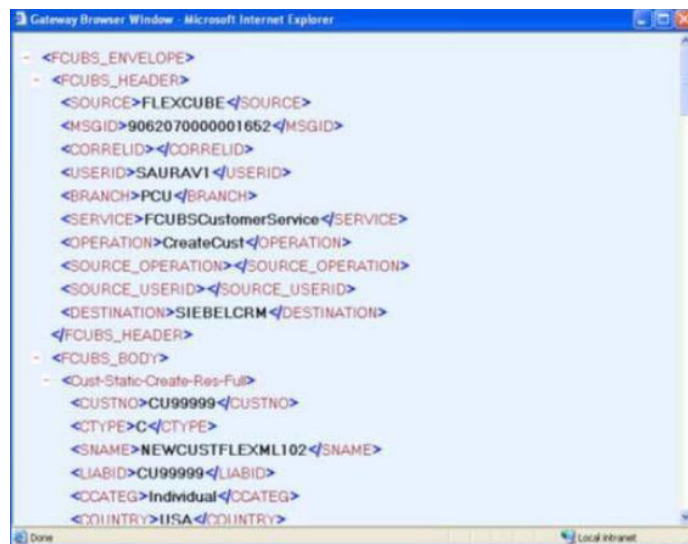 Gateway Browser Window - Microsoft Internet Explorer
- <FCUBS_ENVELOPE>
- <FCUBS_HEADER>
<SOURCE>FLEXCUBE</SOURCE>
<MSGID>9062070000001652</MSGID>
<CORRELID></CORRELID>
<USERID>SAURAV1</USERID>
<BRANCH>PCU</BRANCH>
<SERVICE>FCUBSCustomerService</SERVICE>
<OPERATION>CreateCust</OPERATION>
<SOURCE_OPERATION></SOURCE_OPERATION>
<SOURCE_USERID></SOURCE_USERID>
<DESTINATION>SIEBELCRM</DESTINATION>
</FCUBS_HEADER>
- <FCUBS_BODY>
- <Cust-Static-Create-Res-Full>
<CUSTNO>CU99999</CUSTNO>
<CTYPE>C</CTYPE>
<SNAME>NEWCUSTFLEXML102</SNAME>
<LIABID>CU99999</LIABID>
<CCATEG>Individual</CCATEG>
<COUNTRY>USA</COUNTRY>
Done Local intranet